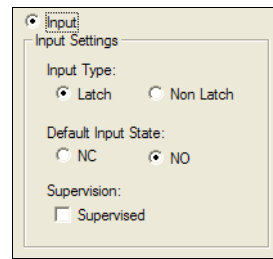 Input
Input Settings
Input Type:
Latch Non Latch
Default Input State:
NC NO
Supervision:
Supervised